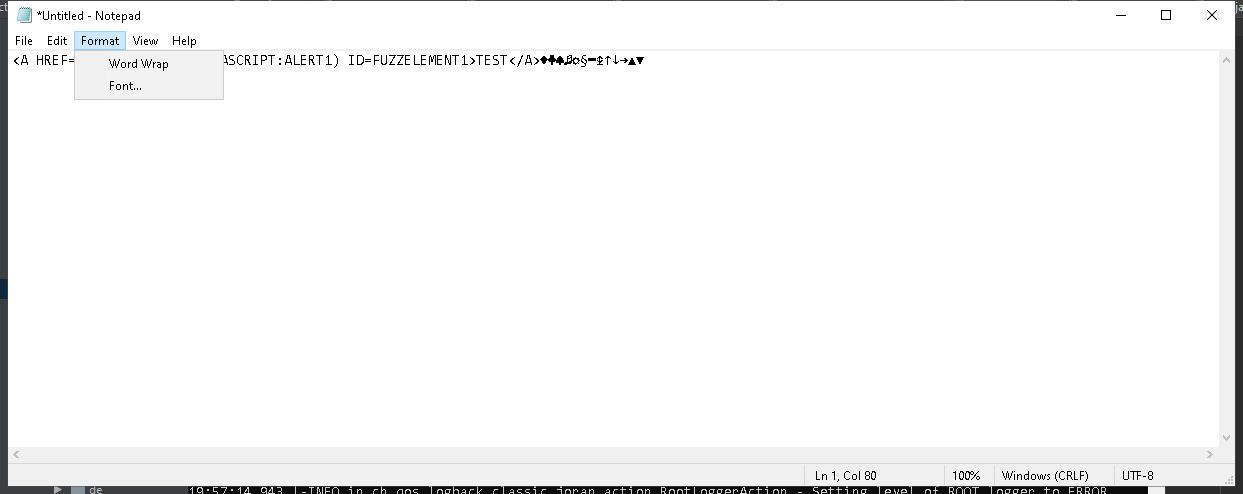 *Untitled - Notepad
File Edit Format View Help
<A HREF= ASCRIPT:ALERT1) ID=FUZZELEMENT1>TEST</A>♦♣♠♫☼§▬↨↑↓→▲▼
Word Wrap
Font...
Ln 1, Col 80 100% Windows (CRLF) UTF-8
de 19:57:14,943 |-INFO in ch.qos.logback.classic.joran.action.RootLoggerAction - Setting level of ROOT logger to ERROR